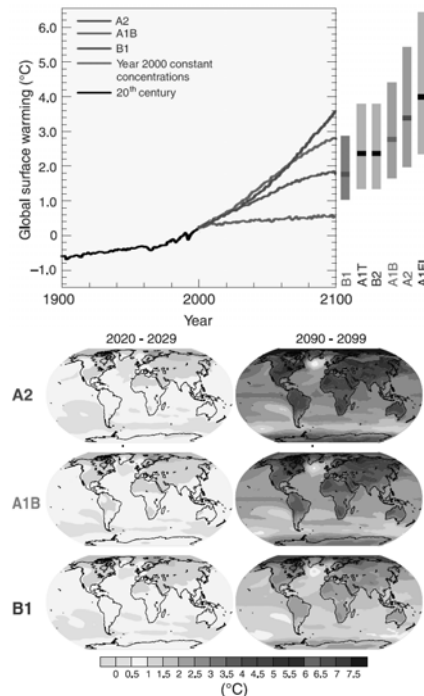 6.0
5.0
4.0
3.0
2.0
1.0
0
−1.0
Global surface warming (°C)
A2
A1B
B1
Year 2000 constant
concentrations
20th century
1900
2000
2100
Year
B1
A1T
B2
A1B
A2
A1FI
2020 - 2029
2090 - 2099
A2
A1B
B1
0 0,5 1 1,5 2 2,5 3 3,5 4 4,5 5 5,5 6 6,5 7 7,5
(°C)